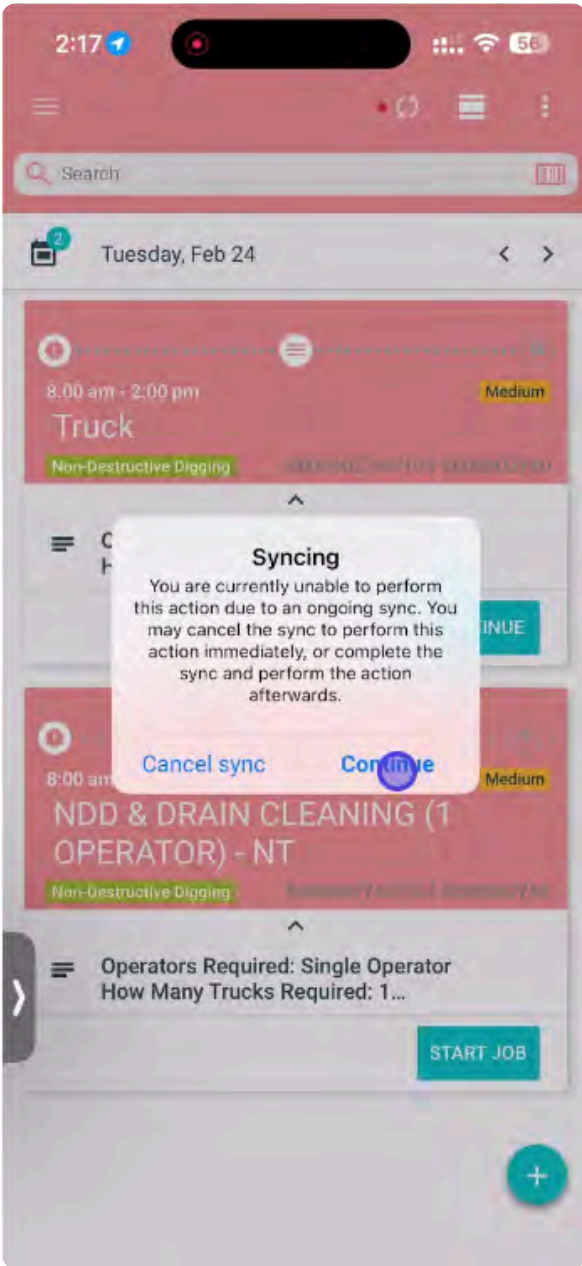 2:17
56
Search
2
Tuesday, Feb 24
8:00 am - 2:00 pm
Medium
Truck
Non-Destructive Digging
Syncing
You are currently unable to perform
this action due to an ongoing sync. You
may cancel the sync to perform this
action immediately, or complete the
sync and perform the action
afterwards.
INUE
Cancel sync
Continue
8:00 am
Medium
NDD & DRAIN CLEANING (1
OPERATOR) - NT
Non-Destructive Digging
Operators Required: Single Operator
How Many Trucks Required: 1...
START JOB